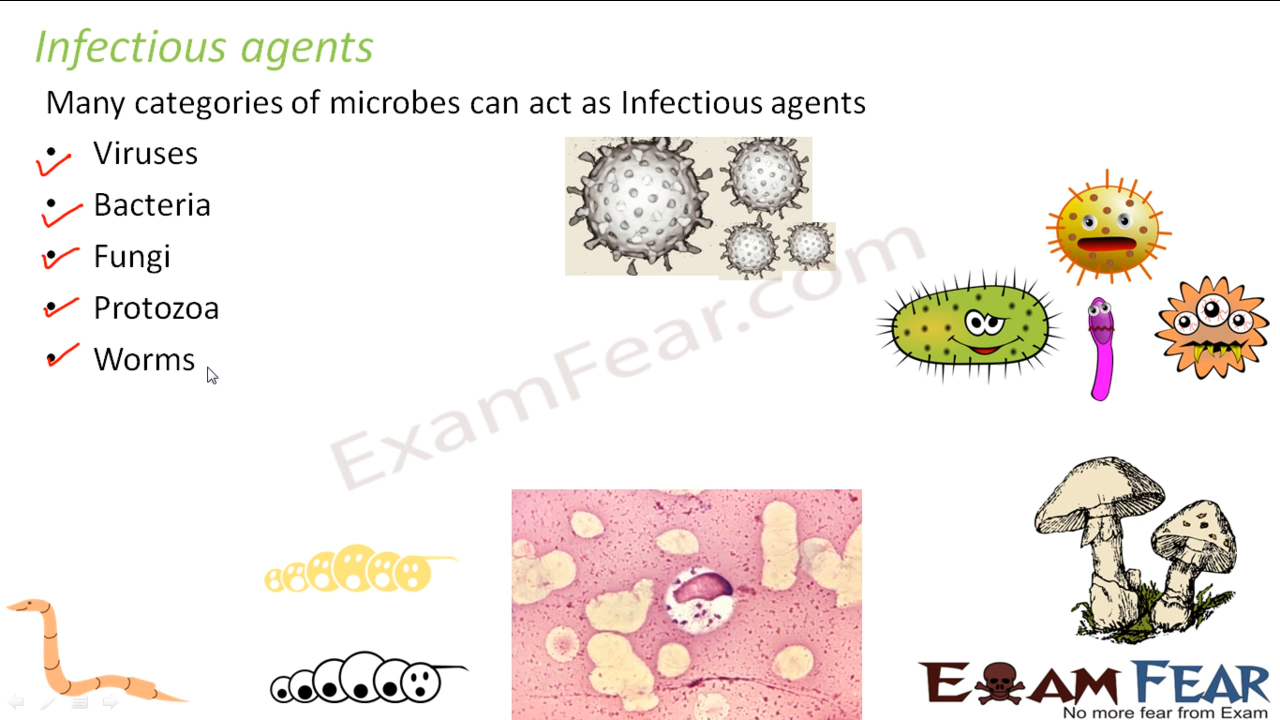 Infectious agents
Many categories of microbes can act as Infectious agents
• Viruses
• Bacteria
• Fungi
• Protozoa
• Worms
ExamFear.com
EXAM FEAR
No more fear from Exam